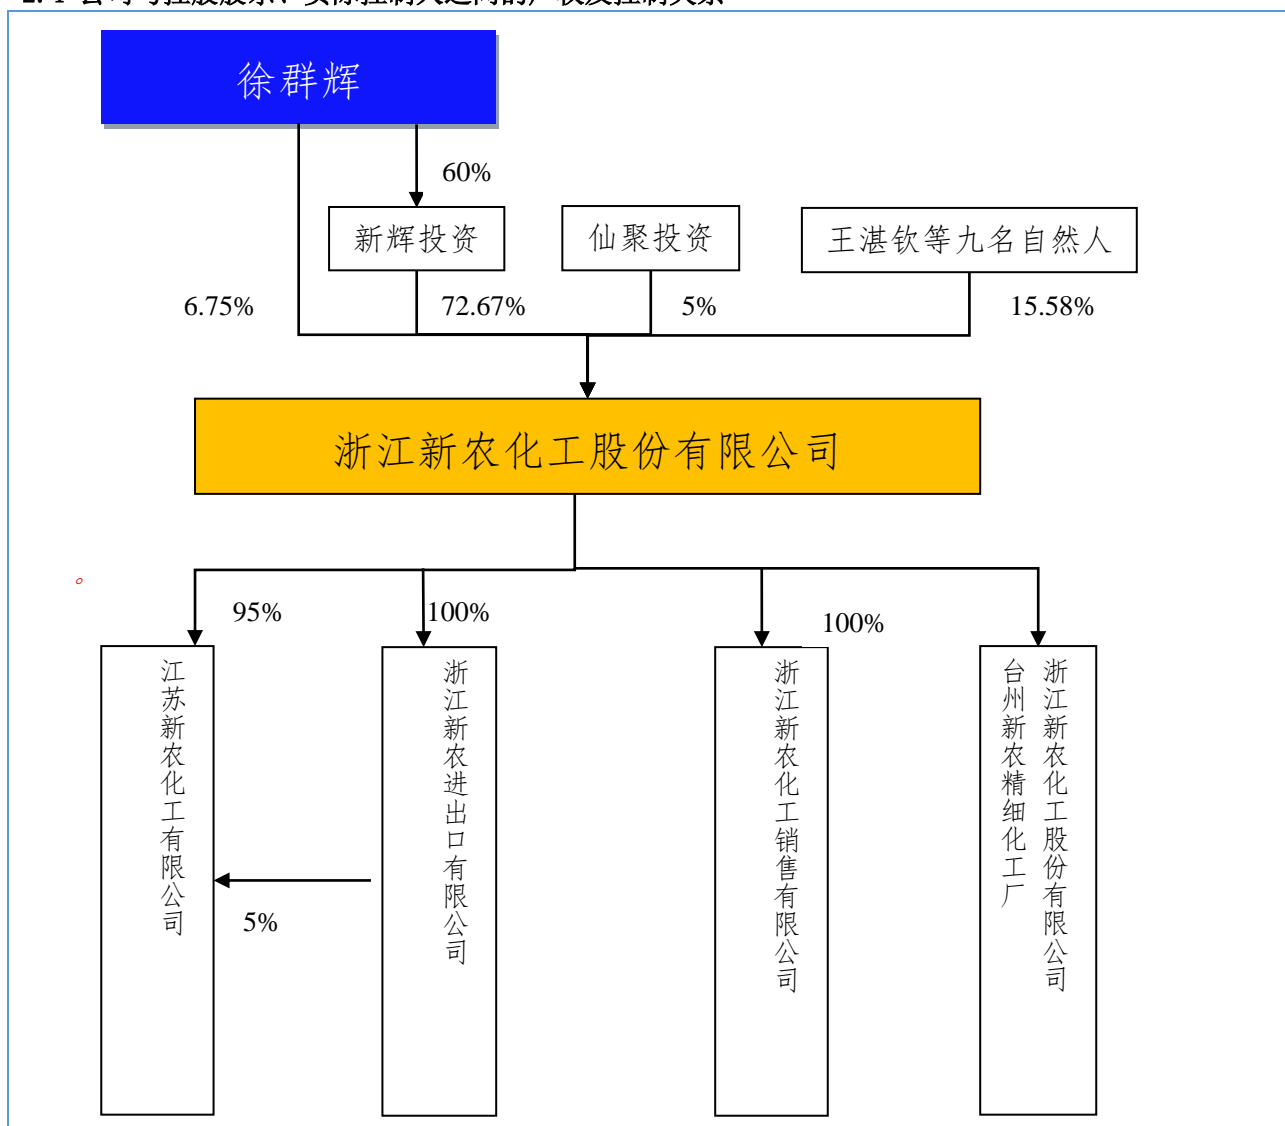 徐群辉
60%
新辉投资
仙聚投资
王湛钦等九名自然人
6.75%
72.67%
5%
15.58%
浙江新农化工股份有限公司
。
95%
100%
100%
江苏新农化工有限公司
浙江新农进出口有限公司
浙江新农化工销售有限公司
浙江新农化工股份有限公司
台州新农精细化工厂
5%